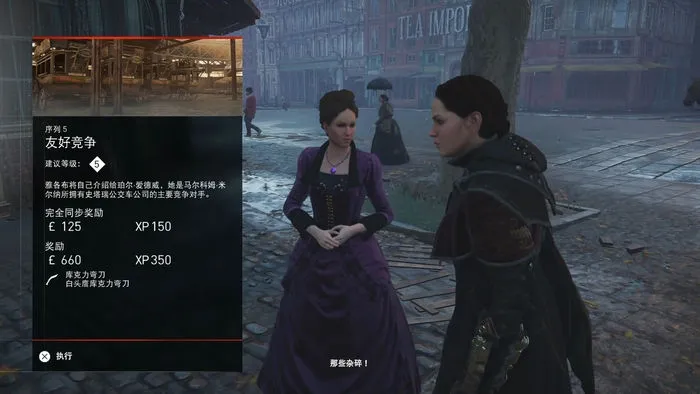 TEA IMPO
序列 5
友好竞争
建议等级： 5
雅各布将自己介绍给珀尔·爱德威，她是马尔科姆·米
尔纳所拥有史塔瑞公交车公司的主要竞争对手。
完全同步奖励
£ 125 XP150
奖励
£ 660 XP350
库克力弯刀
白头鹰库克力弯刀
执行
那些杂碎！